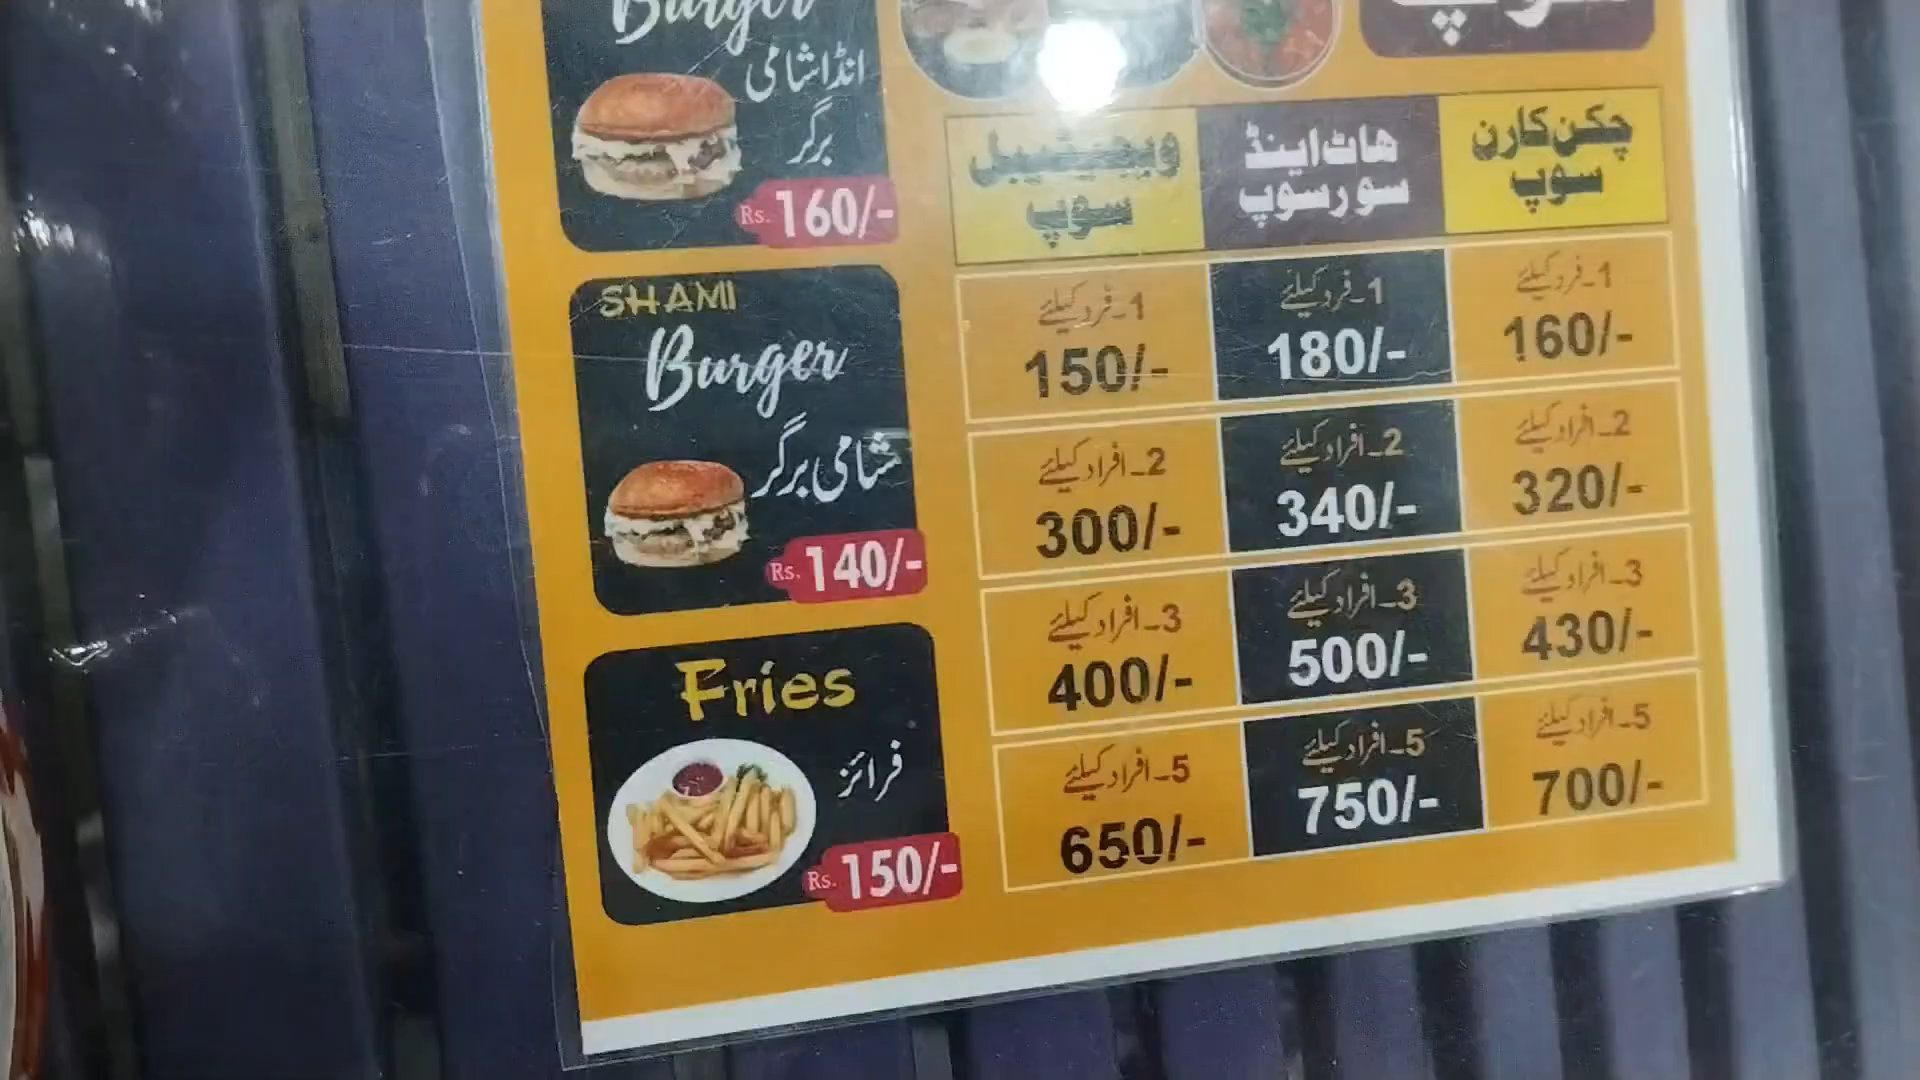 Burger
انڈا شامی
برگر
Rs. 160/-
SHAMI
Burger
شامی برگر
Rs. 140/-
Fries
فرائز
Rs. 150/-
سوپ
چکن کارن
سوپ
ھاٹ اینڈ
سور سوپ
ویجیٹیبل
سوپ
1۔فرد کیلئے
160/-
1۔فرد کیلئے
180/-
1۔فرد کیلئے
150/-
2۔افراد کیلئے
320/-
2۔افراد کیلئے
340/-
2۔افراد کیلئے
300/-
3۔افراد کیلئے
430/-
3۔افراد کیلئے
500/-
3۔افراد کیلئے
400/-
5۔افراد کیلئے
700/-
5۔افراد کیلئے
750/-
5۔افراد کیلئے
650/-